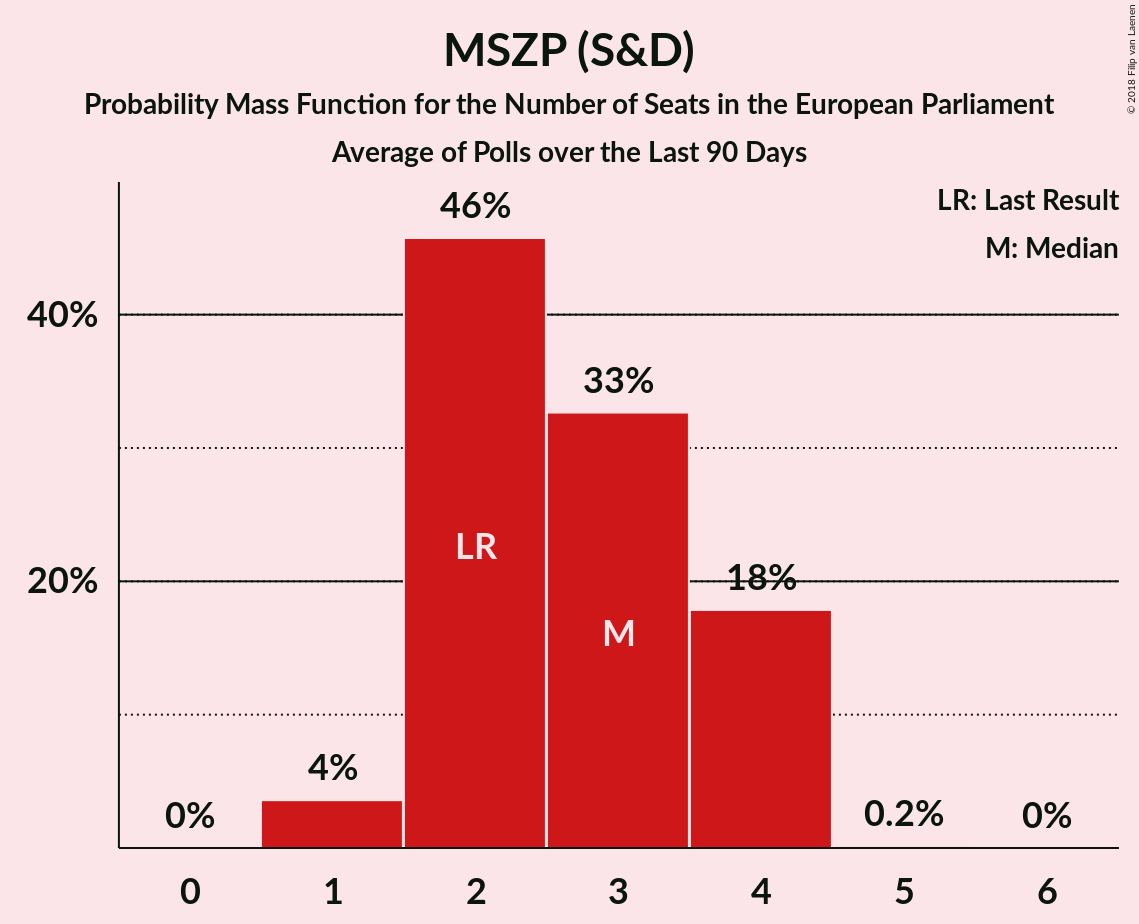 MSZP (S&D)
Probability Mass Function for the Number of Seats in the European Parliament
Average of Polls over the Last 90 Days
© 2018 Filip van Laenen
LR: Last Result
M: Median
46%
40%
33%
LR
20%
18%
M
4%
0%
0.2%
0%
0 1 2 3 4 5 6